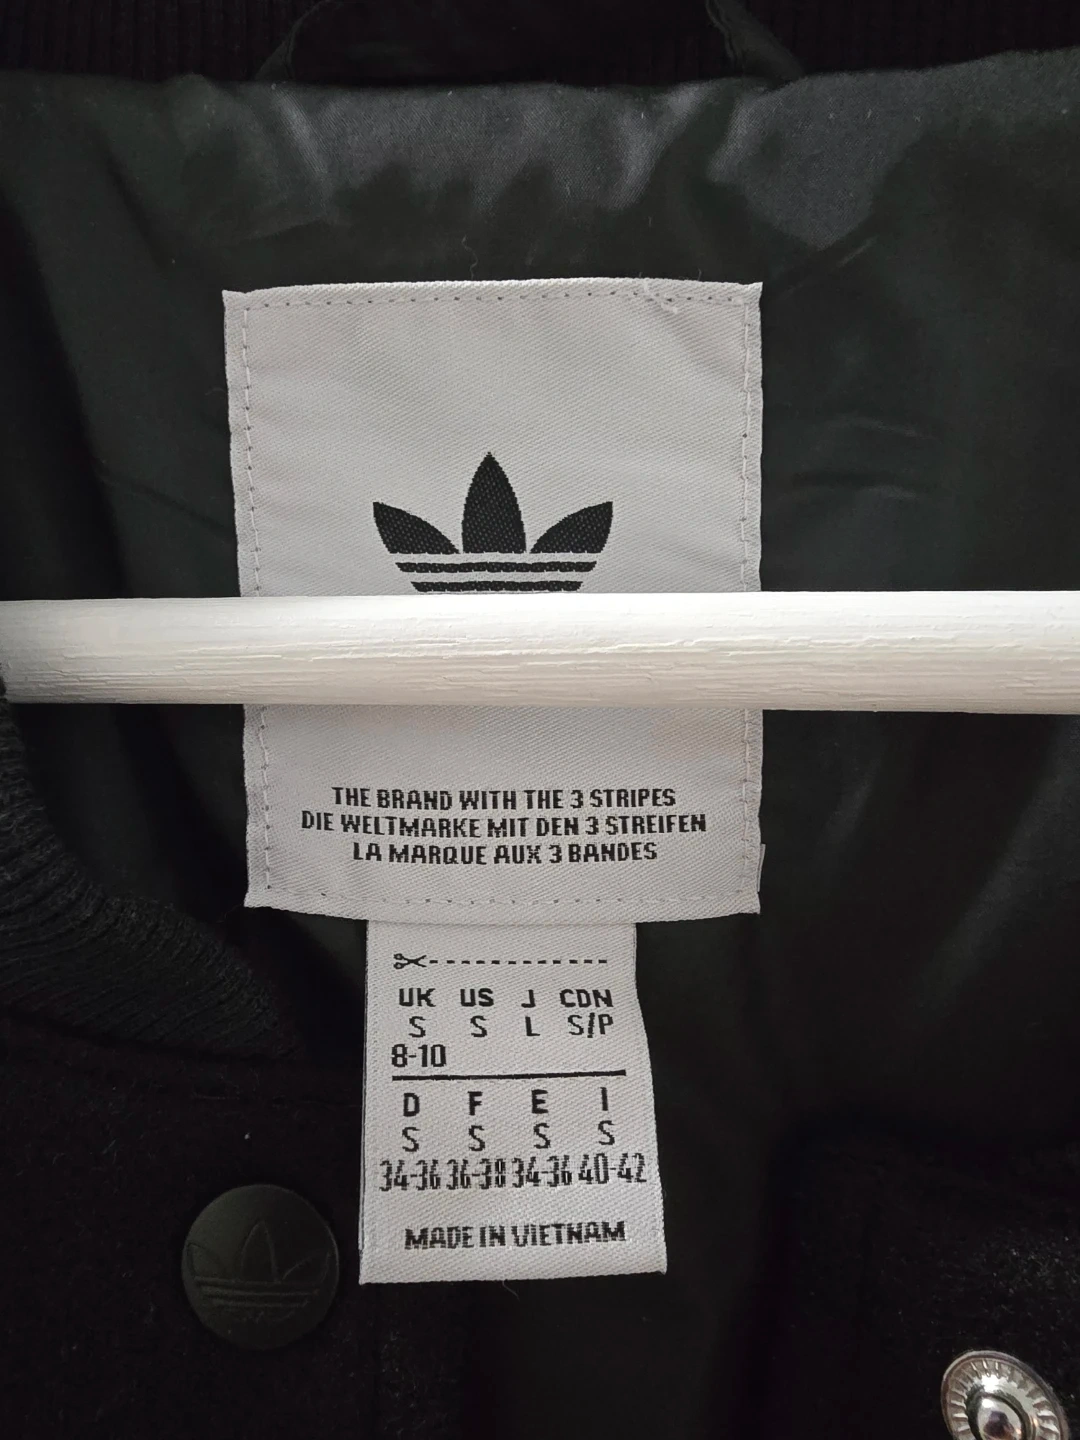 THE BRAND WITH THE 3 STRIPES
DIE WELTMARKE MIT DEN 3 STREIFEN
LA MARQUE AUX 3 BANDES
UK US J CDN
S S L S/P
8-10
D F E I
S S S S
34-36 36-38 34-36 40-42
MADE IN VIETNAM